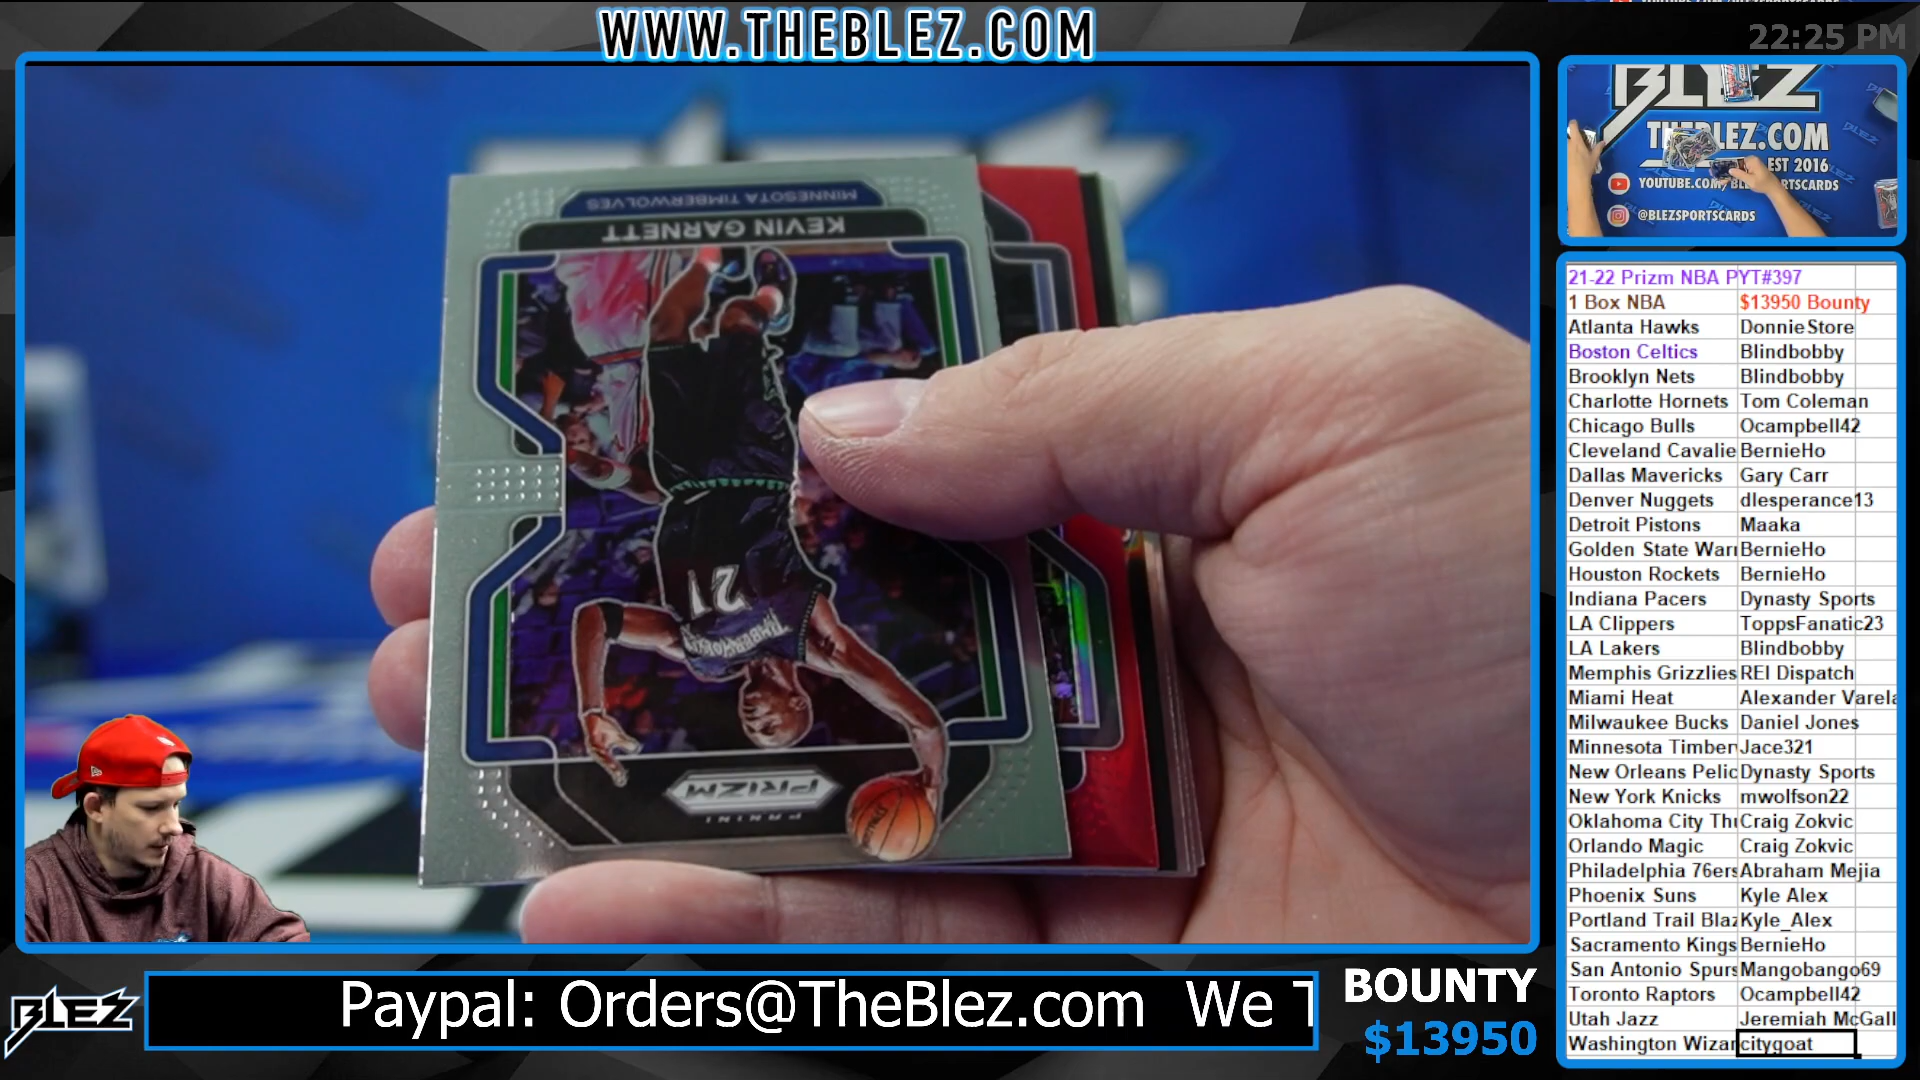 WWW.THEBLEZ.COM
22:25 PM
MINNESOTA TIMBERWOLVES
KEVIN GARNETT
21
TIMBERWOLVES
PRIZM
PANINI
BLEZ
THEBLEZ.COM
EST 2016
@BLEZSPORTSCARDS
21-22 Prizm NBA PYT#397
1 Box NBA $13950 Bounty
Atlanta Hawks DonnieStore
Boston Celtics Blindbobby
Brooklyn Nets Blindbobby
Charlotte Hornets Tom Coleman
Chicago Bulls Ocampbell42
Cleveland Cavalie BernieHo
Dallas Mavericks Gary Carr
Denver Nuggets dlesperance13
Detroit Pistons Maaka
Golden State Warr BernieHo
Houston Rockets BernieHo
Indiana Pacers Dynasty Sports
LA Clippers ToppsFanatic23
LA Lakers Blindbobby
Memphis Grizzlies REI Dispatch
Miami Heat Alexander Varela
Milwaukee Bucks Daniel Jones
Minnesota Timber Jace321
New Orleans Pelic Dynasty Sports
New York Knicks mwolfson22
Oklahoma City Thu Craig Zokvic
Orlando Magic Craig Zokvic
Philadelphia 76ers Abraham Mejia
Phoenix Suns Kyle Alex
Portland Trail Blaz Kyle_Alex
Sacramento Kings BernieHo
San Antonio Spurs Mangobango69
Toronto Raptors Ocampbell42
Utah Jazz Jeremiah McGall
Washington Wizar citygoat
BLEZ
Paypal: Orders@TheBlez.com We T
BOUNTY
$13950